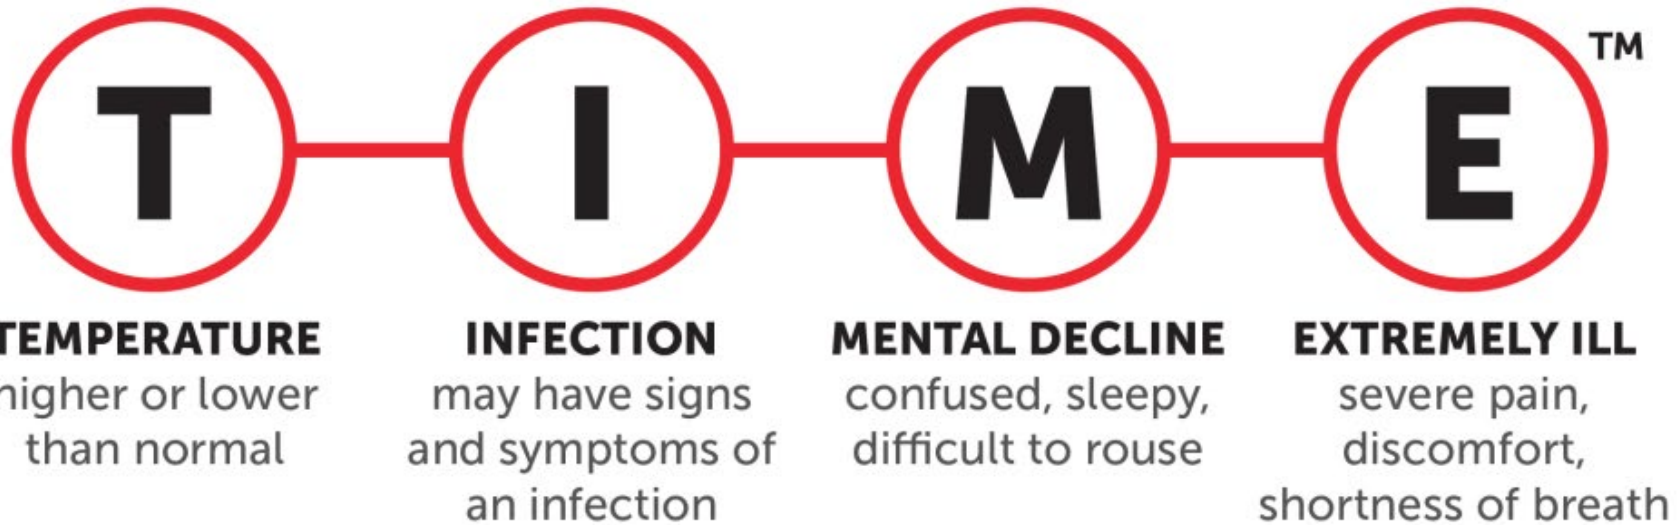 T
I
M
E
TM
TEMPERATURE
higher or lower
than normal
INFECTION
may have signs
and symptoms of
an infection
MENTAL DECLINE
confused, sleepy,
difficult to rouse
EXTREMELY ILL
severe pain,
discomfort,
shortness of breath